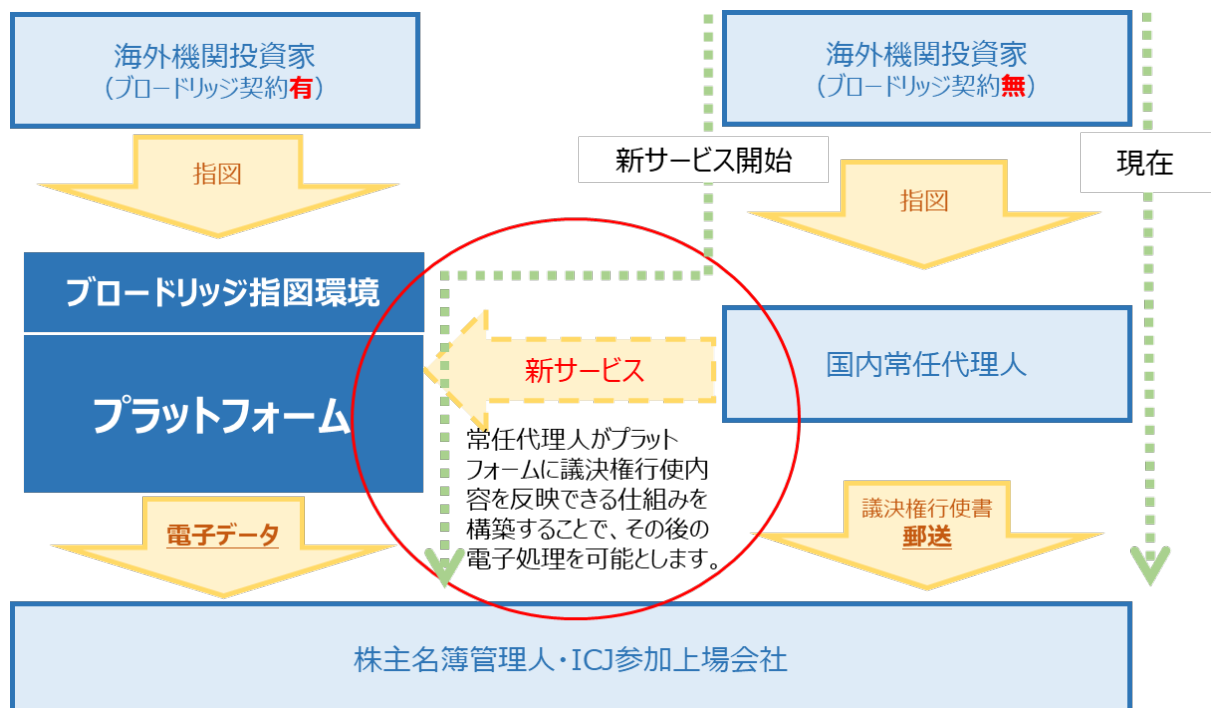 海外機関投資家
(ブロードリッジ契約有)
指図
ブロードリッジ指図環境
プラットフォーム
電子データ
新サービス開始
新サービス
常任代理人がプラット
フォームに議決権行使内
容を反映できる仕組みを
構築することで、その後の
電子処理を可能とします。
海外機関投資家
(ブロードリッジ契約無)
現在
指図
国内常任代理人
議決権行使書
郵送
株主名簿管理人・ICJ参加上場会社